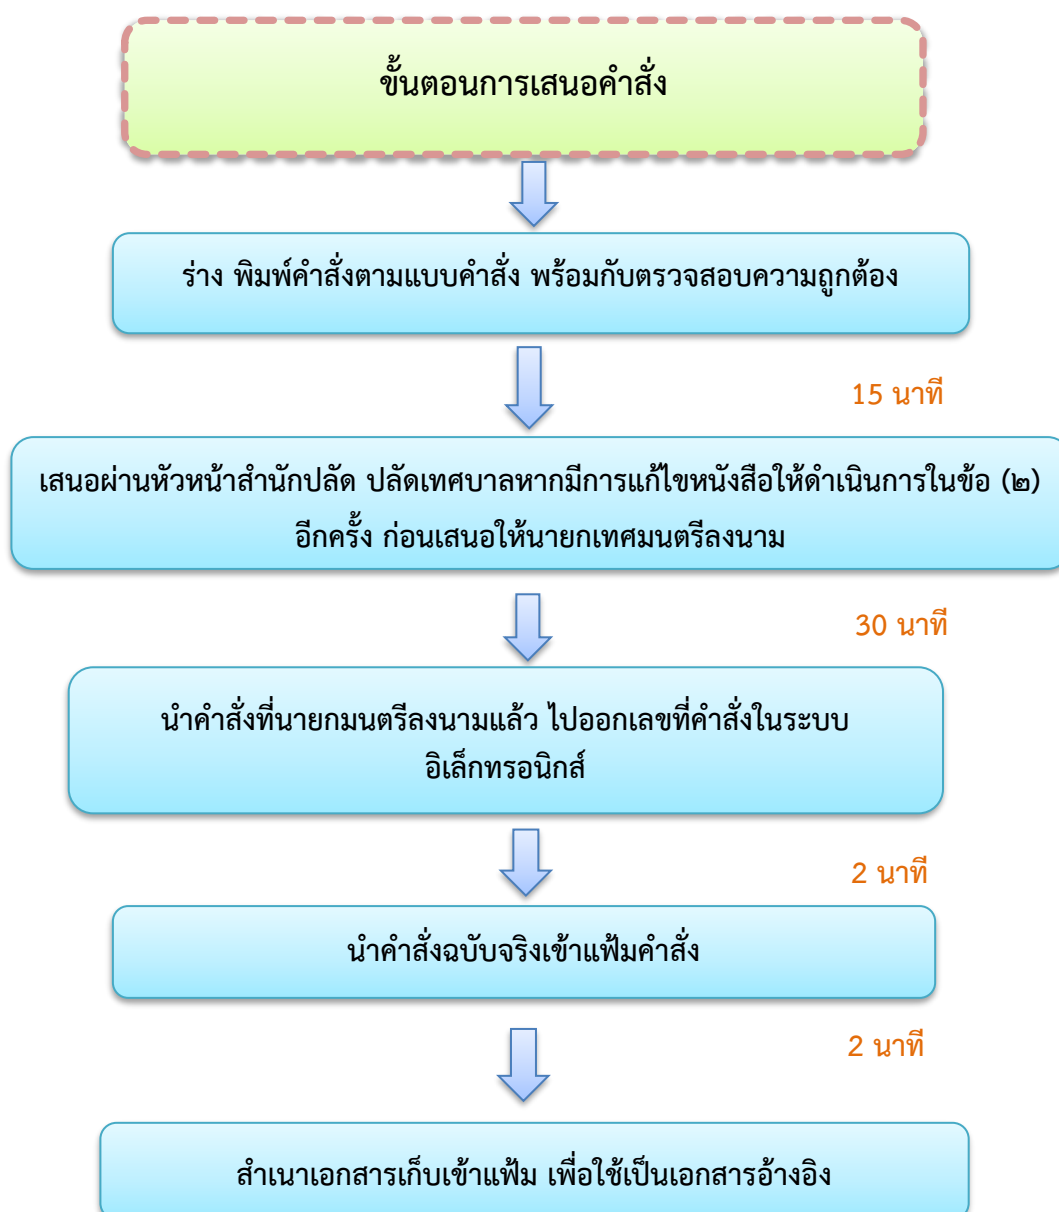 ขั้นตอนการเสนอคำสั่ง
ร่าง พิมพ์คำสั่งตามแบบคำสั่ง พร้อมกับตรวจสอบความถูกต้อง
15 นาที
เสนอผ่านหัวหน้าสำนักปลัด ปลัดเทศบาลหากมีการแก้ไขหนังสือให้ดำเนินการในข้อ (๒)
อีกครั้ง ก่อนเสนอให้นายกเทศมนตรีลงนาม
30 นาที
นำคำสั่งที่นายกมนตรีลงนามแล้ว ไปออกเลขที่คำสั่งในระบบ
อิเล็กทรอนิกส์
2 นาที
นำคำสั่งฉบับจริงเข้าแฟ้มคำสั่ง
2 นาที
สำเนาเอกสารเก็บเข้าแฟ้ม เพื่อใช้เป็นเอกสารอ้างอิง